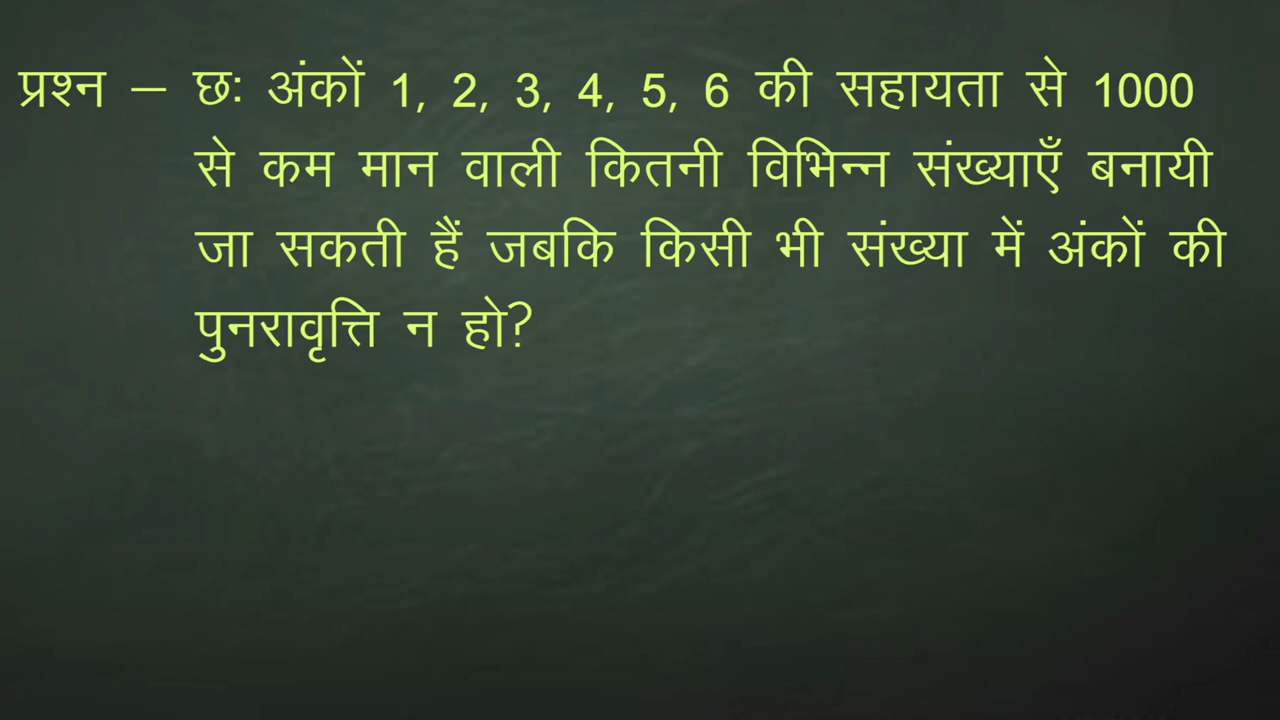 प्रश्न – छः अंकों 1, 2, 3, 4, 5, 6 की सहायता से 1000
से कम मान वाली कितनी विभिन्न संख्याएँ बनायी
जा सकती हैं जबकि किसी भी संख्या में अंकों की
पुनरावृत्ति न हो?